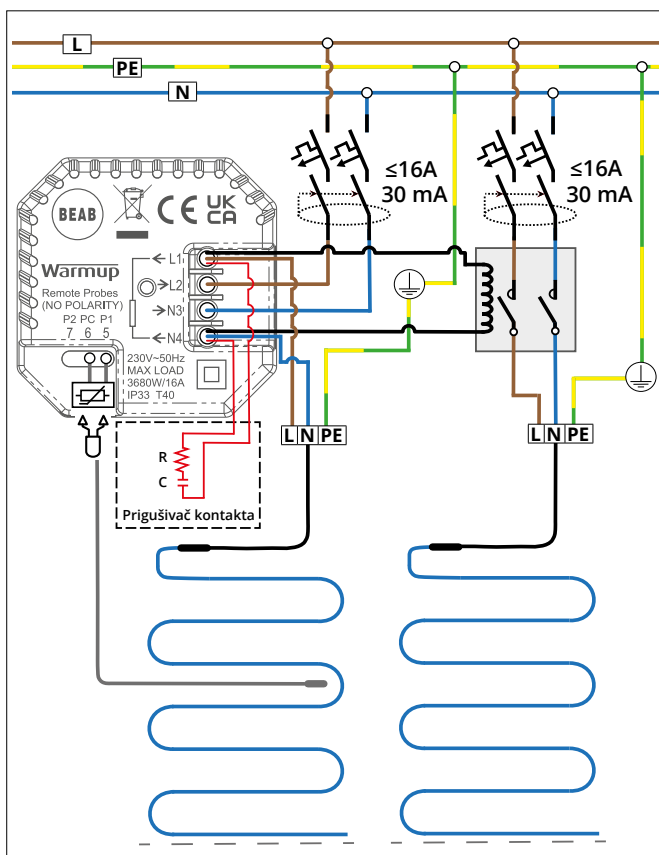 L
PE
N
≤16A
30 mA
≤16A
30 mA
BEAB
CE
UK
CA
Warmup
Remote Probes
(NO POLARITY)
P2 PC P1
7 6 5
L1
L2
N3
N4
230V~50Hz
MAX LOAD
3680W/16A
IP33 T40
L N PE
L N PE
R
C
Prigušivač kontakta